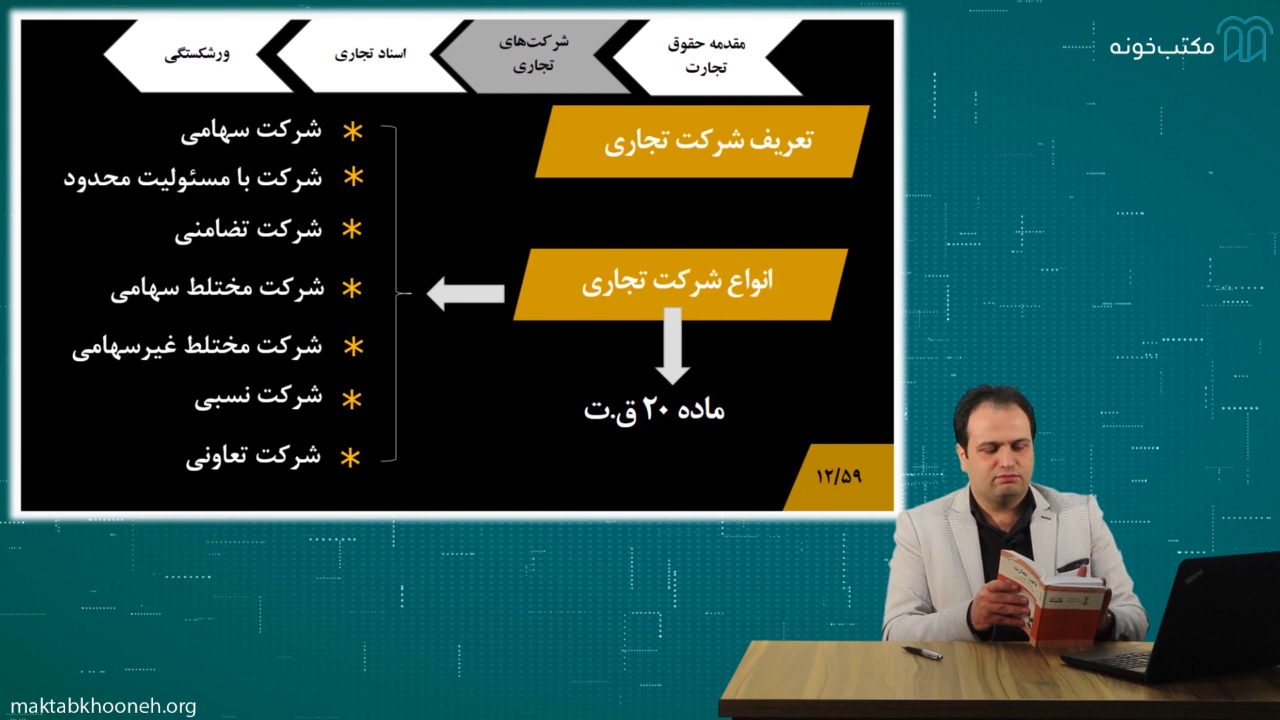 مکتب‌خونه
مقدمه حقوق
تجارت
شرکت‌های
تجاری
اسناد تجاری
ورشکستگی
تعریف شرکت تجاری
انواع شرکت تجاری
ماده ۲۰ ق.ت
* شرکت سهامی
* شرکت با مسئولیت محدود
* شرکت تضامنی
* شرکت مختلط سهامی
* شرکت مختلط غیرسهامی
* شرکت نسبی
* شرکت تعاونی
۱۲/۵۹
maktabkhooneh.org